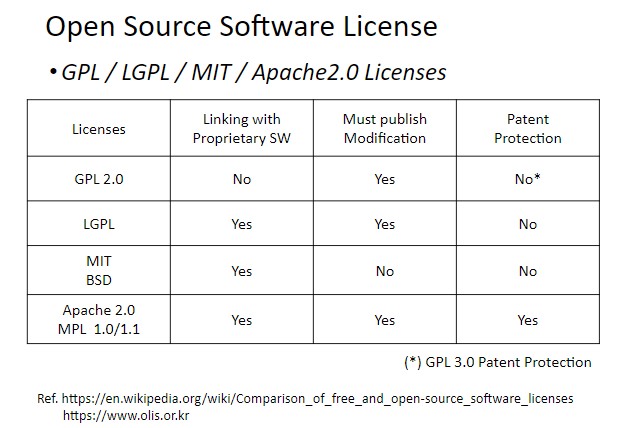 Open Source Software License
• GPL / LGPL / MIT / Apache2.0 Licenses
Licenses
Linking with
Proprietary SW
Must publish
Modification
Patent
Protection
GPL 2.0
No
Yes
No*
LGPL
Yes
Yes
No
MIT
BSD
Yes
No
No
Apache 2.0
MPL 1.0/1.1
Yes
Yes
Yes
(*) GPL 3.0 Patent Protection
Ref. https://en.wikipedia.org/wiki/Comparison_of_free_and_open-source_software_licenses
https://www.olis.or.kr